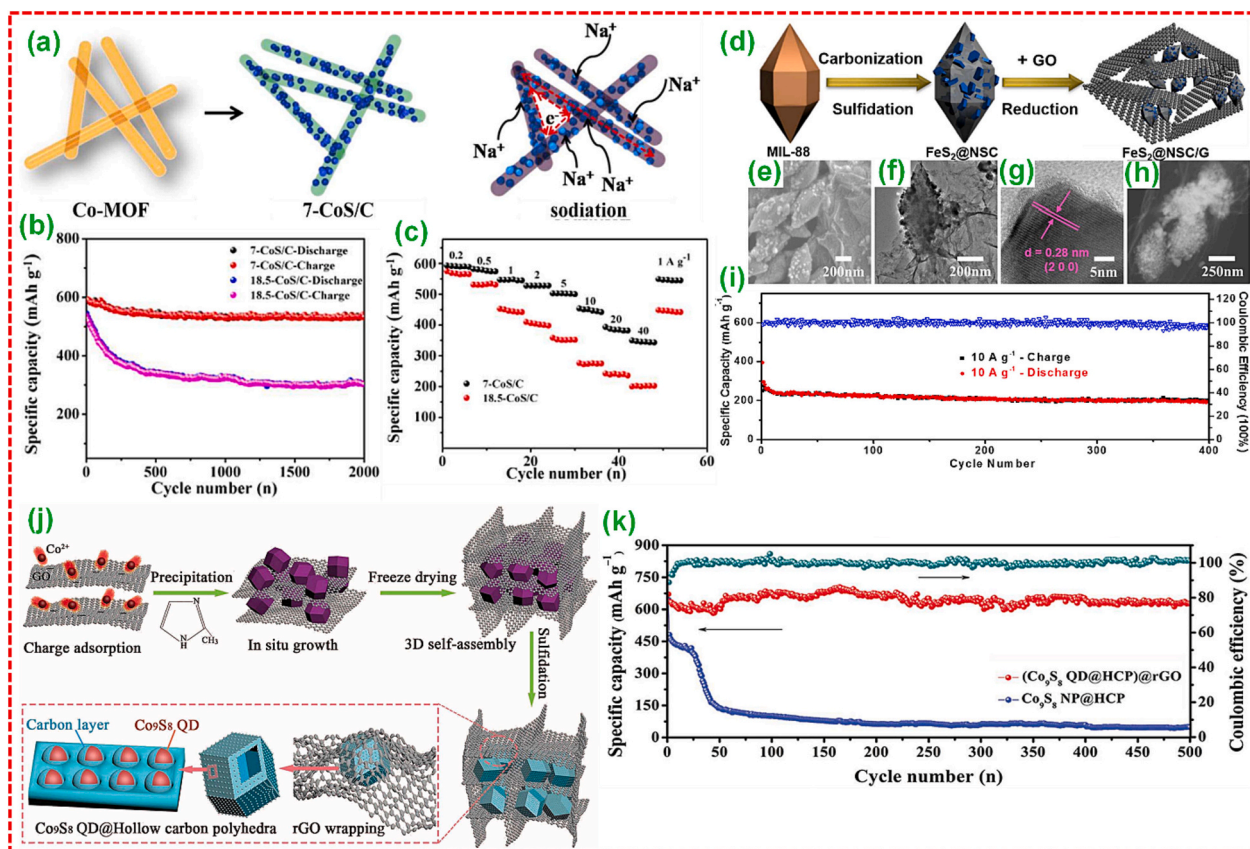 (a)
Na⁺
Na⁺
Na⁺
e⁻
Na⁺
Na⁺
Na⁺
Co-MOF
7-CoS/C
sodiation
(b)
Specific capacity (mAh g⁻¹)
800
600
400
200
0
500
1000
1500
2000
7-CoS/C-Discharge
7-CoS/C-Charge
18.5-CoS/C-Discharge
18.5-CoS/C-Charge
Cycle number (n)
(c)
Specific capacity (mAh g⁻¹)
600
500
400
300
200
100
0
0
20
40
60
0.2
0.5
1
2
5
10
20
40
1 A g⁻¹
7-CoS/C
18.5-CoS/C
Cycle number (n)
(d)
Carbonization
Sulfidation
+ GO
Reduction
MIL-88
FeS₂@NSC
FeS₂@NSC/G
(e)
200nm
(f)
200nm
(g)
d = 0.28 nm
(2 0 0)
5nm
(h)
250nm
(i)
Specific Capacity (mAh g⁻¹)
600
400
200
0
100
200
300
400
10 A g⁻¹ - Charge
10 A g⁻¹ - Discharge
120
100
80
60
40
20
0
Coulombic Efficiency (100%)
Cycle Number
(j)
Co²⁺
GO
Charge adsorption
Precipitation
N
N
H
CH₃
In situ growth
Freeze drying
3D self-assembly
Sulfidation
Carbon layer
Co₉S₈ QD
Co₉S₈ QD@Hollow carbon polyhedra
rGO wrapping
(k)
Specific capacity (mAh g⁻¹)
900
750
600
450
300
150
0
0
50
100
150
200
250
300
350
400
450
500
(Co₉S₈ QD@HCP)@rGO
Co₉S₈ NP@HCP
100
80
60
40
20
0
Coulombic efficiency (%)
Cycle number (n)